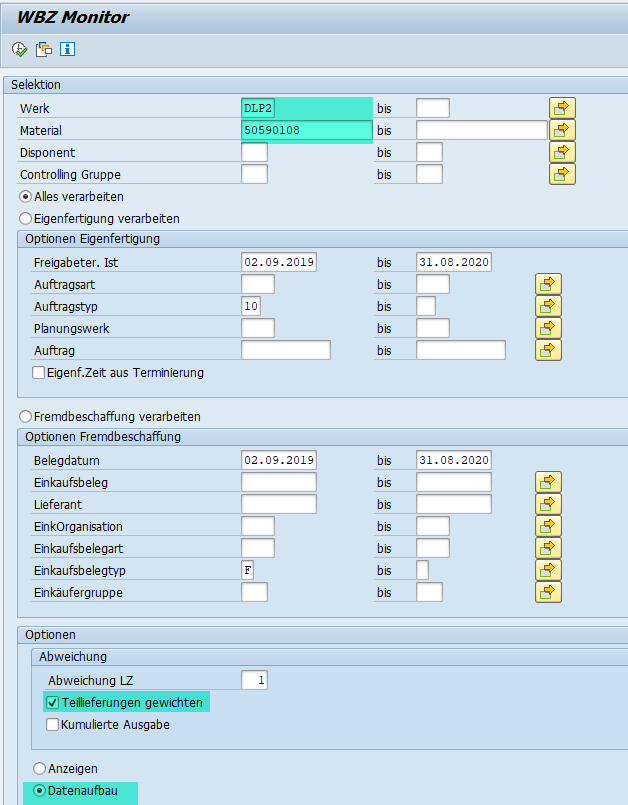 WBZ Monitor
Selektion
Werk DLP2 bis
Material 50590108 bis
Disponent bis
Controlling Gruppe bis
Alles verarbeiten
Eigenfertigung verarbeiten
Optionen Eigenfertigung
Freigabeter. Ist 02.09.2019 bis 31.08.2020
Auftragsart bis
Auftragstyp 10 bis
Planungswerk bis
Auftrag bis
Eigenf.Zeit aus Terminierung
Fremdbeschaffung verarbeiten
Optionen Fremdbeschaffung
Belegdatum 02.09.2019 bis 31.08.2020
Einkaufsbeleg bis
Lieferant bis
EinkOrganisation bis
Einkaufsbelegart bis
Einkaufsbelegtyp F bis
Einkäufergruppe bis
Optionen
Abweichung
Abweichung LZ 1
Teillieferungen gewichten
Kumulierte Ausgabe
Anzeigen
Datenaufbau